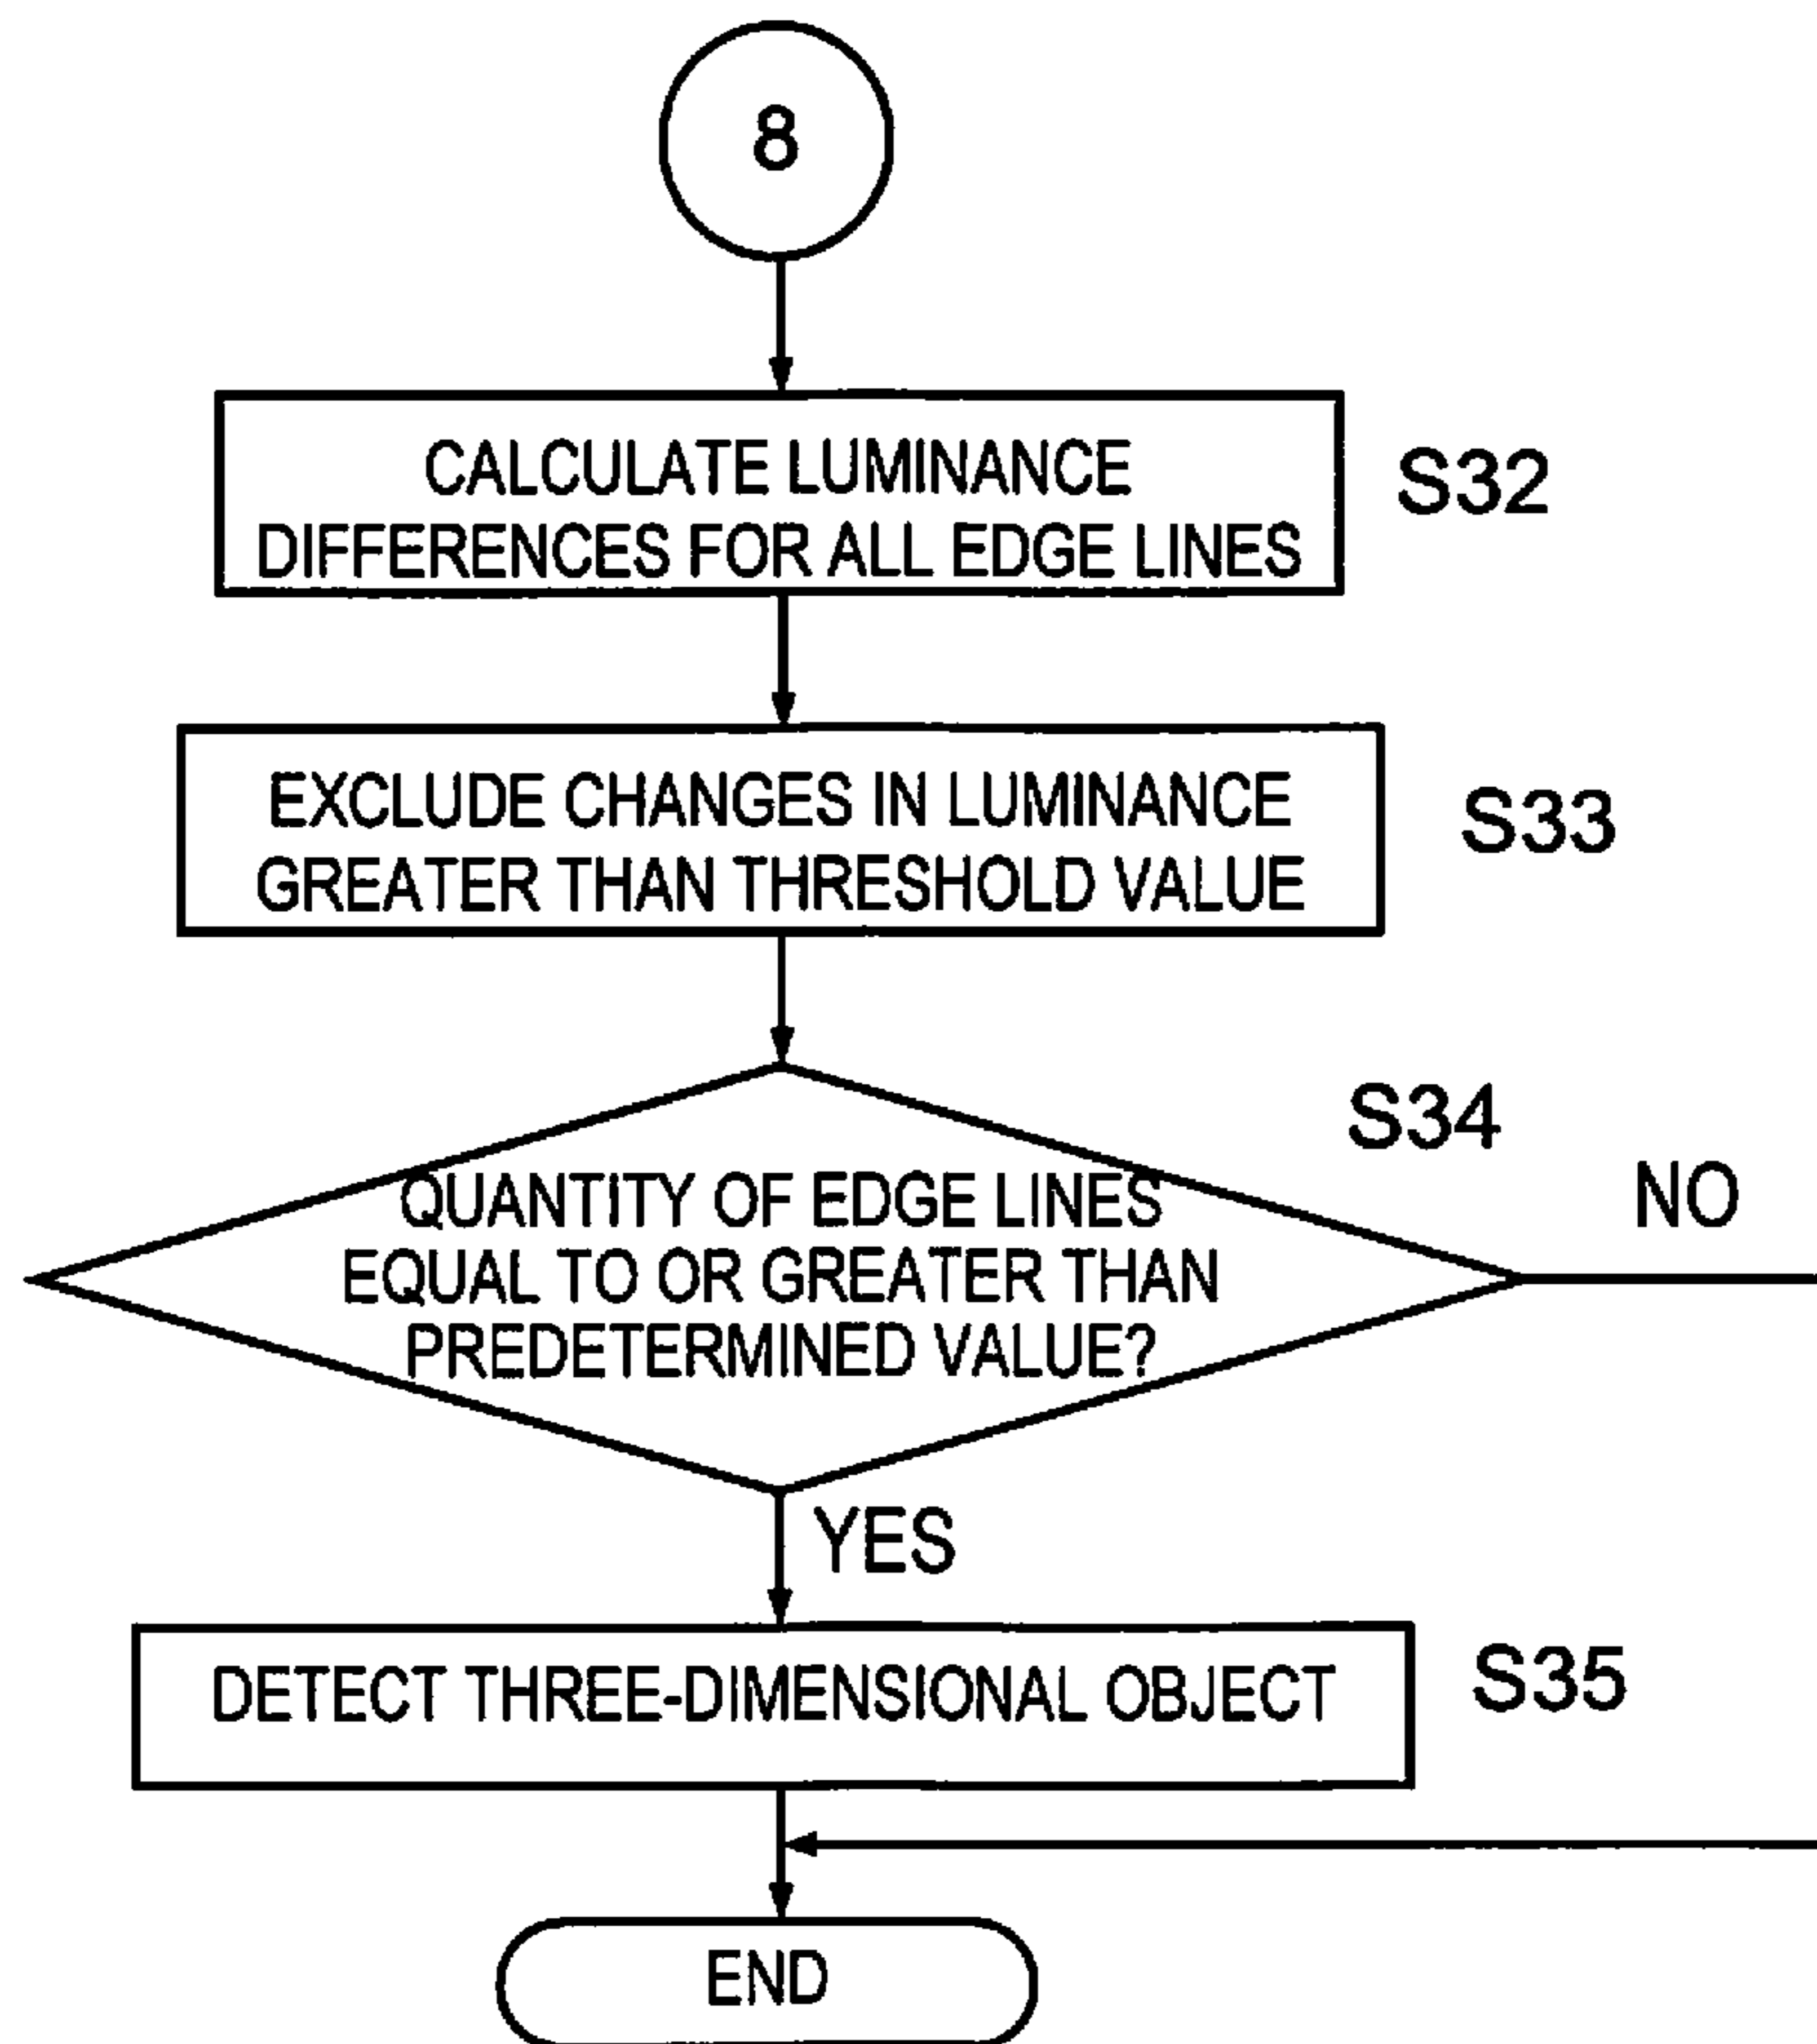 8
CALCULATE LUMINANCE
DIFFERENCES FOR ALL EDGE LINES
S32
EXCLUDE CHANGES IN LUMINANCE
GREATER THAN THRESHOLD VALUE
S33
S34
QUANTITY OF EDGE LINES
EQUAL TO OR GREATER THAN
PREDETERMINED VALUE?
NO
YES
DETECT THREE-DIMENSIONAL OBJECT
S35
END